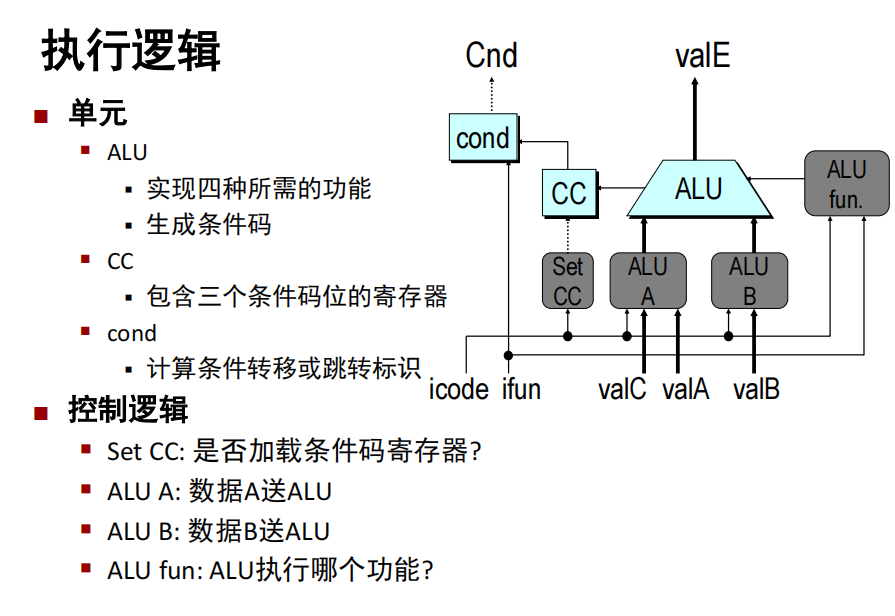 执行逻辑
单元
ALU
实现四种所需的功能
生成条件码
CC
包含三个条件码位的寄存器
cond
计算条件转移或跳转标识
控制逻辑
Set CC: 是否加载条件码寄存器?
ALU A: 数据A送ALU
ALU B: 数据B送ALU
ALU fun: ALU执行哪个功能?
Cnd
valE
cond
CC
ALU
ALU
fun.
Set
CC
ALU
A
ALU
B
icode
ifun
valC
valA
valB